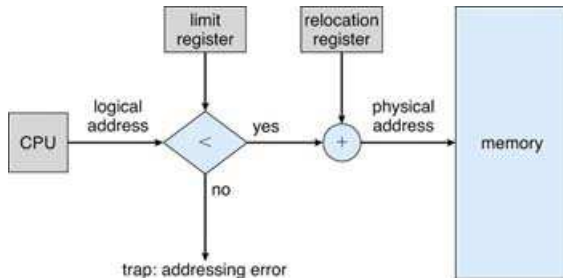 limit
register
relocation
register
logical
address
physical
address
CPU
<
yes
+
memory
no
trap: addressing error